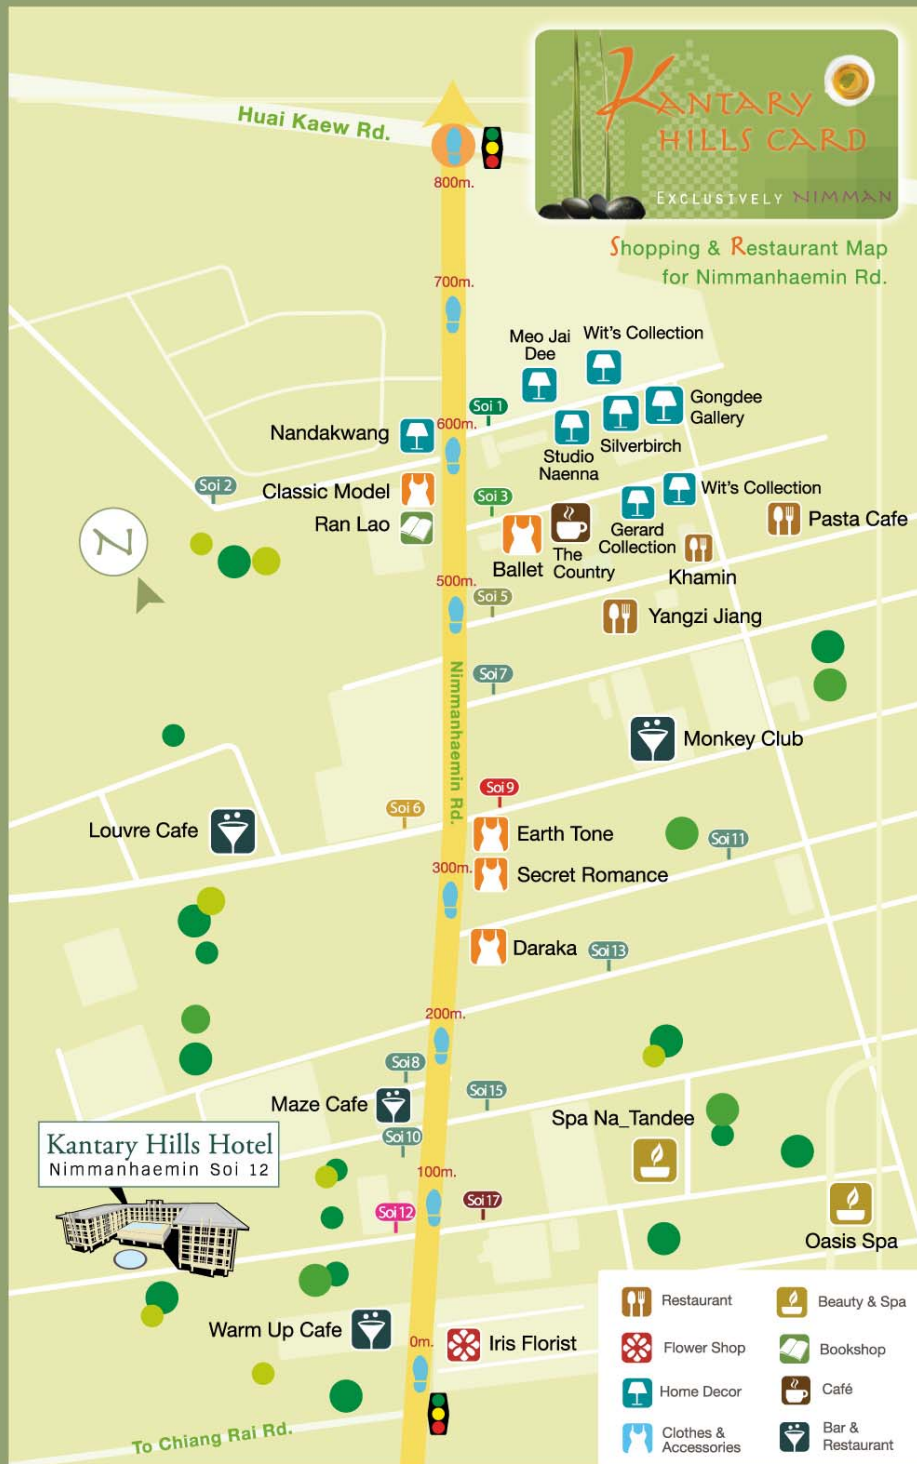 Huai Kaew Rd.
KANTARY
HILLS CARD
EXCLUSIVELY NIMMAN
Shopping & Restaurant Map
for Nimmanhaemin Rd.
800m.
700m.
Meo Jai
Dee
Wit's Collection
Soi 1
Gongdee
Gallery
600m.
Nandakwang
Silverbirch
Studio
Naenna
Soi 2
Classic Model
Soi 3
Wit's Collection
Ran Lao
Pasta Cafe
Gerard
Collection
Ballet
The
Country
Khamin
N
500m.
Soi 5
Yangzi Jiang
Nimmanhaemin Rd.
Soi 7
Monkey Club
Soi 9
Soi 6
Louvre Cafe
Earth Tone
Soi 11
300m.
Secret Romance
Daraka
Soi 13
200m.
Soi 8
Soi 15
Maze Cafe
Spa Na_Tandee
Soi 10
Kantary Hills Hotel
Nimmanhaemin Soi 12
100m.
Soi 12
Soi 17
Oasis Spa
Warm Up Cafe
0m.
Iris Florist
To Chiang Rai Rd.
Restaurant
Beauty & Spa
Flower Shop
Bookshop
Home Decor
Café
Clothes &
Accessories
Bar &
Restaurant